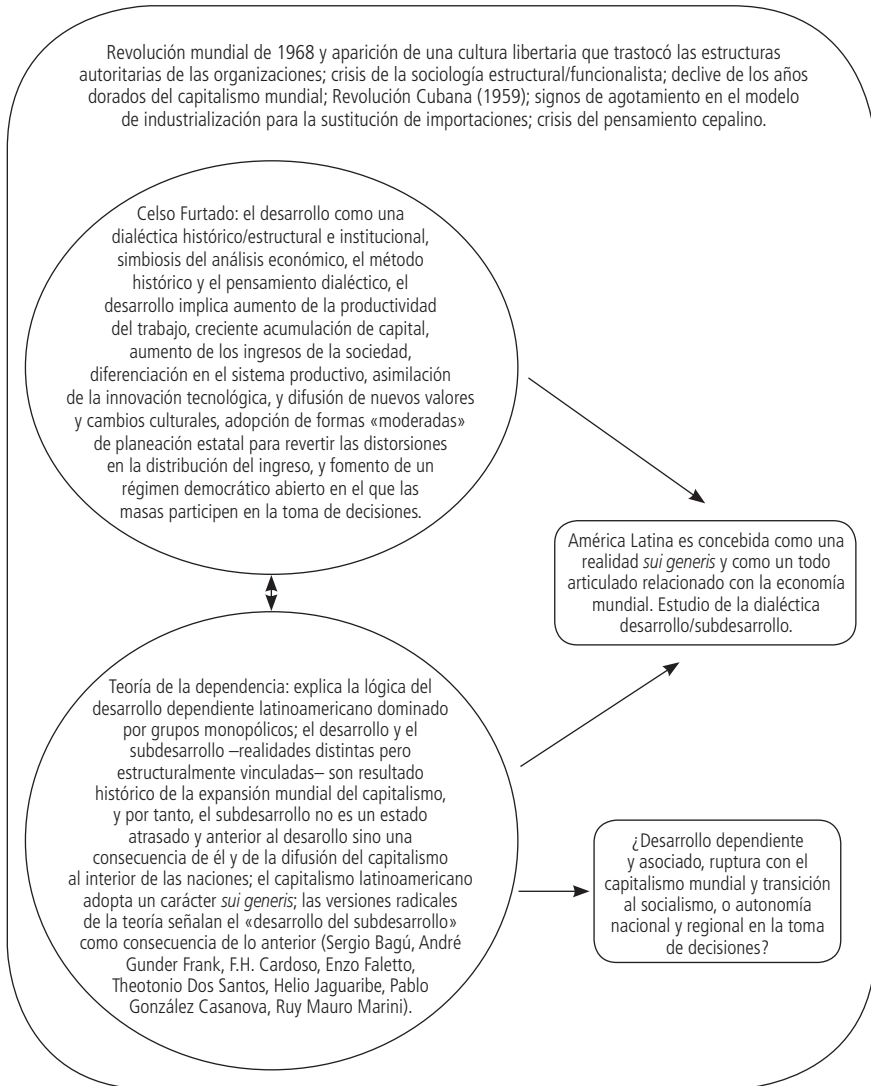 Revolución mundial de 1968 y aparición de una cultura libertaria que trastocó las estructuras
autoritarias de las organizaciones; crisis de la sociología estructural/funcionalista; declive de los años
dorados del capitalismo mundial; Revolución Cubana (1959); signos de agotamiento en el modelo
de industrialización para la sustitución de importaciones; crisis del pensamiento cepalino.
Celso Furtado: el desarrollo como una
dialéctica histórico/estructural e institucional,
simbiosis del análisis económico, el método
histórico y el pensamiento dialéctico, el
desarrollo implica aumento de la productividad
del trabajo, creciente acumulación de capital,
aumento de los ingresos de la sociedad,
diferenciación en el sistema productivo, asimilación
de la innovación tecnológica, y difusión de nuevos valores
y cambios culturales, adopción de formas «moderadas»
de planeación estatal para revertir las distorsiones
en la distribución del ingreso, y fomento de un
régimen democrático abierto en el que las
masas participen en la toma de decisiones.
América Latina es concebida como una
realidad sui generis y como un todo
articulado relacionado con la economía
mundial. Estudio de la dialéctica
desarrollo/subdesarrollo.
Teoría de la dependencia: explica la lógica del
desarrollo dependiente latinoamericano dominado
por grupos monopólicos; el desarrollo y el
subdesarrollo –realidades distintas pero
estructuralmente vinculadas– son resultado
histórico de la expansión mundial del capitalismo,
y por tanto, el subdesarrollo no es un estado
atrasado y anterior al desarollo sino una
consecuencia de él y de la difusión del capitalismo
al interior de las naciones; el capitalismo latinoamericano
adopta un carácter sui generis; las versiones radicales
de la teoría señalan el «desarrollo del subdesarrollo»
como consecuencia de lo anterior (Sergio Bagú, André
Gunder Frank, F.H. Cardoso, Enzo Faletto,
Theotonio Dos Santos, Helio Jaguaribe, Pablo
González Casanova, Ruy Mauro Marini).
¿Desarrollo dependiente
y asociado, ruptura con el
capitalismo mundial y transición
al socialismo, o autonomía
nacional y regional en la toma
de decisiones?